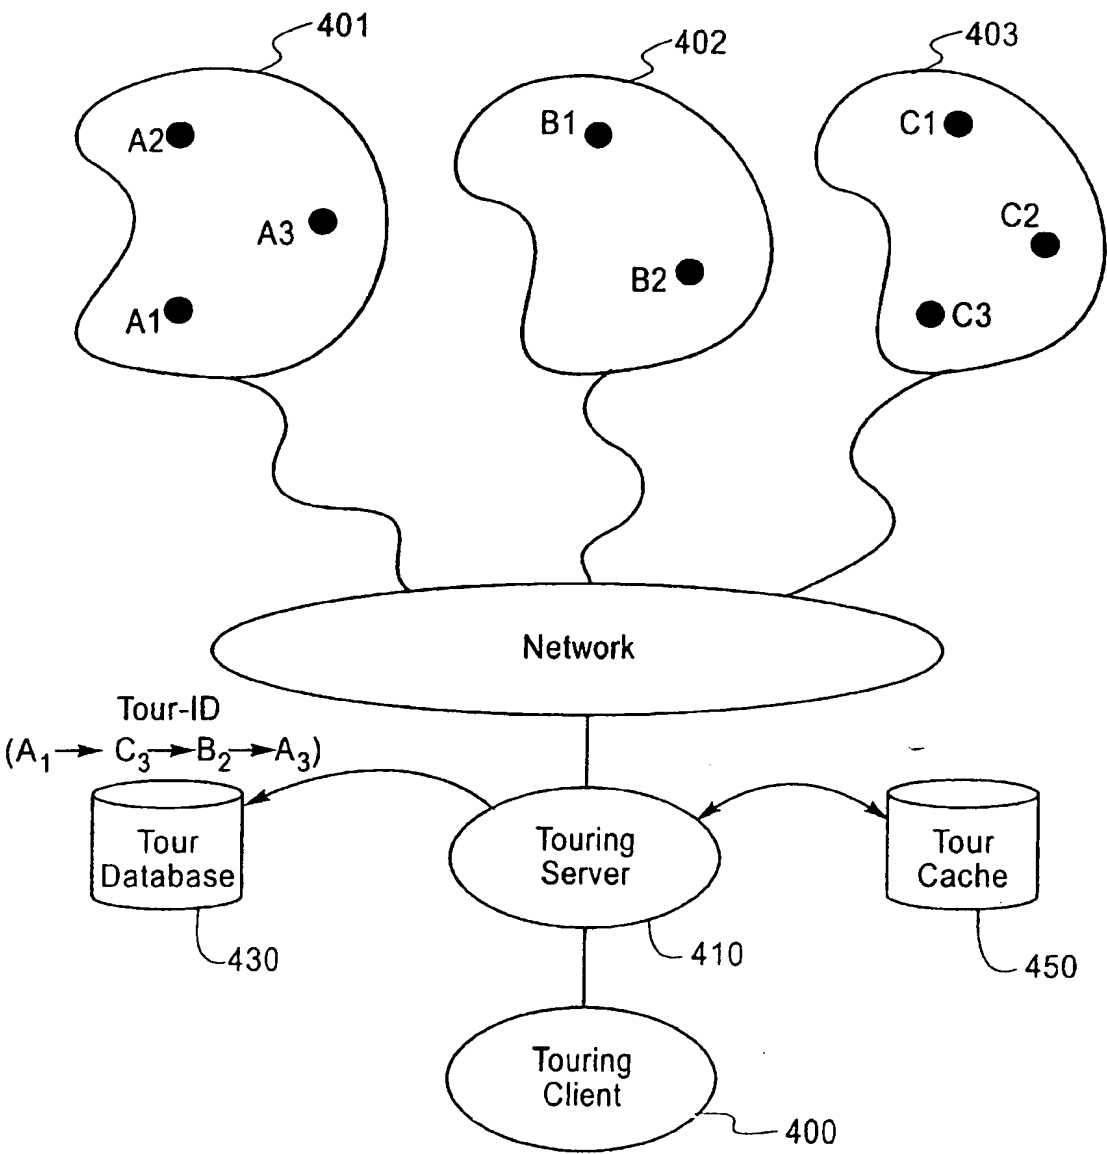 401
402
403
A2
B1
C1
A3
C2
B2
A1
C3
Network
Tour-ID
(A₁→ C₃→B₂→A₃)
Tour
Database
Touring
Server
Tour
Cache
430
410
450
Touring
Client
400